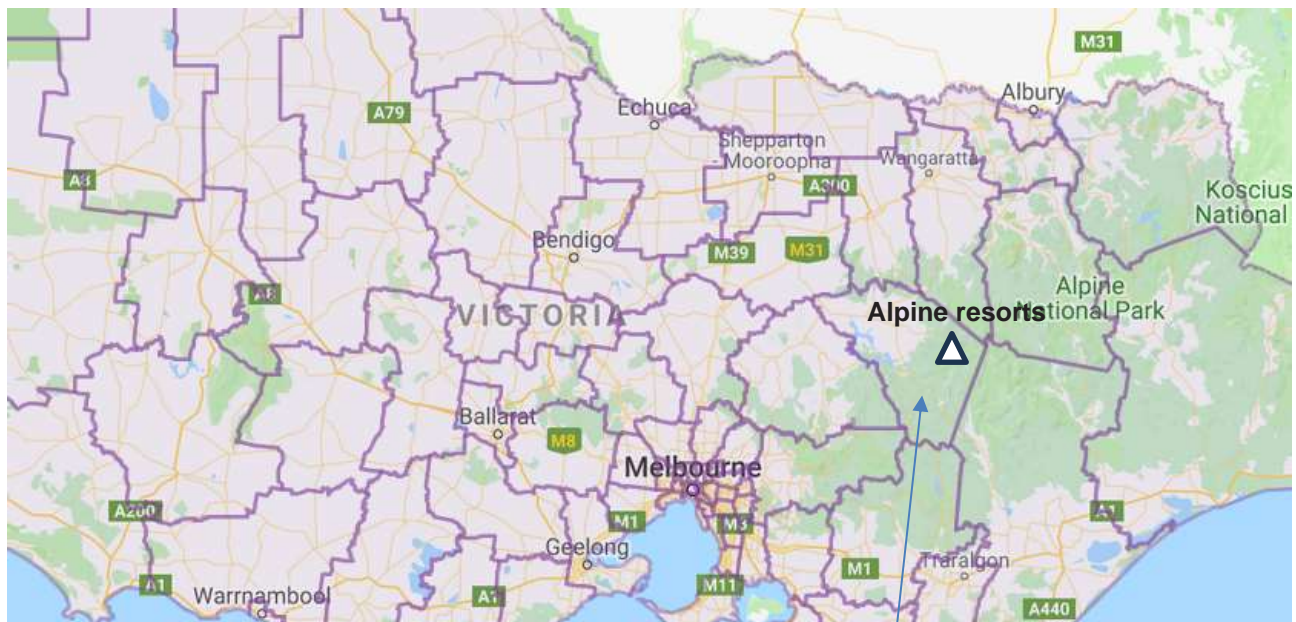 M31
Albury
Echuca
A79
Shepparton
Mooroopna
Wangaratta
A300
A8
Koscius
National
Bendigo
M39
M31
A8
Alpine
National Park
Alpine resorts
VICTORIA
Ballarat
M8
Melbourne
A200
M1
M3
A1
Geelong
Traralgon
A1
Warrnambool
A1
M11
M1
A440